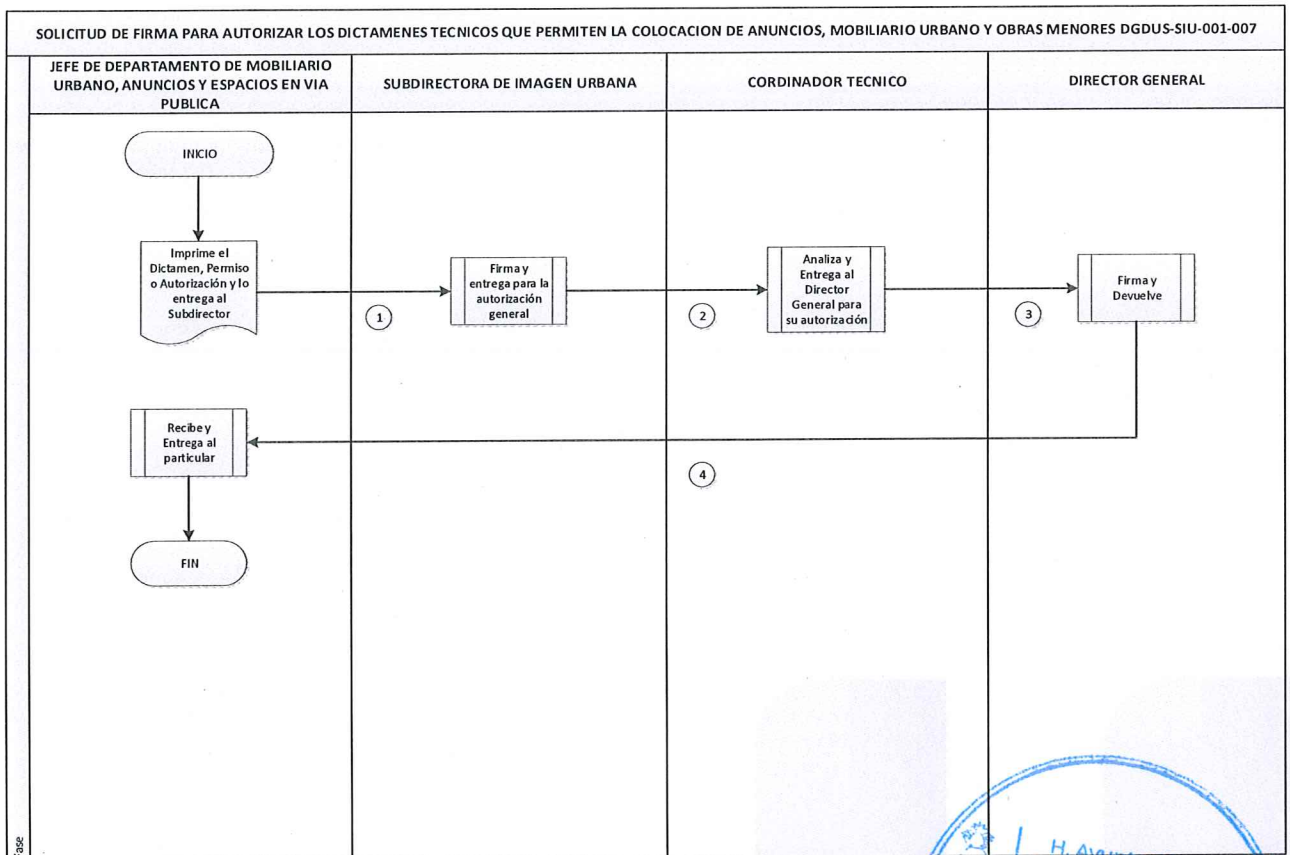 SOLICITUD DE FIRMA PARA AUTORIZAR LOS DICTAMENES TECNICOS QUE PERMITEN LA COLOCACION DE ANUNCIOS, MOBILIARIO URBANO Y OBRAS MENORES DGDUS-SIU-001-007
JEFE DE DEPARTAMENTO DE MOBILIARIO
URBANO, ANUNCIOS Y ESPACIOS EN VIA
PUBLICA
SUBDIRECTORA DE IMAGEN URBANA
CORDINADOR TECNICO
DIRECTOR GENERAL
INICIO
Imprime el
Dictamen, Permiso
o Autorización y lo
entrega al
Subdirector
1
Firma y
entrega para la
autorización
general
2
Analiza y
Entrega al
Director
General para
su autorización
3
Firma y
Devuelve
Recibe y
Entrega al
particular
4
FIN
H.